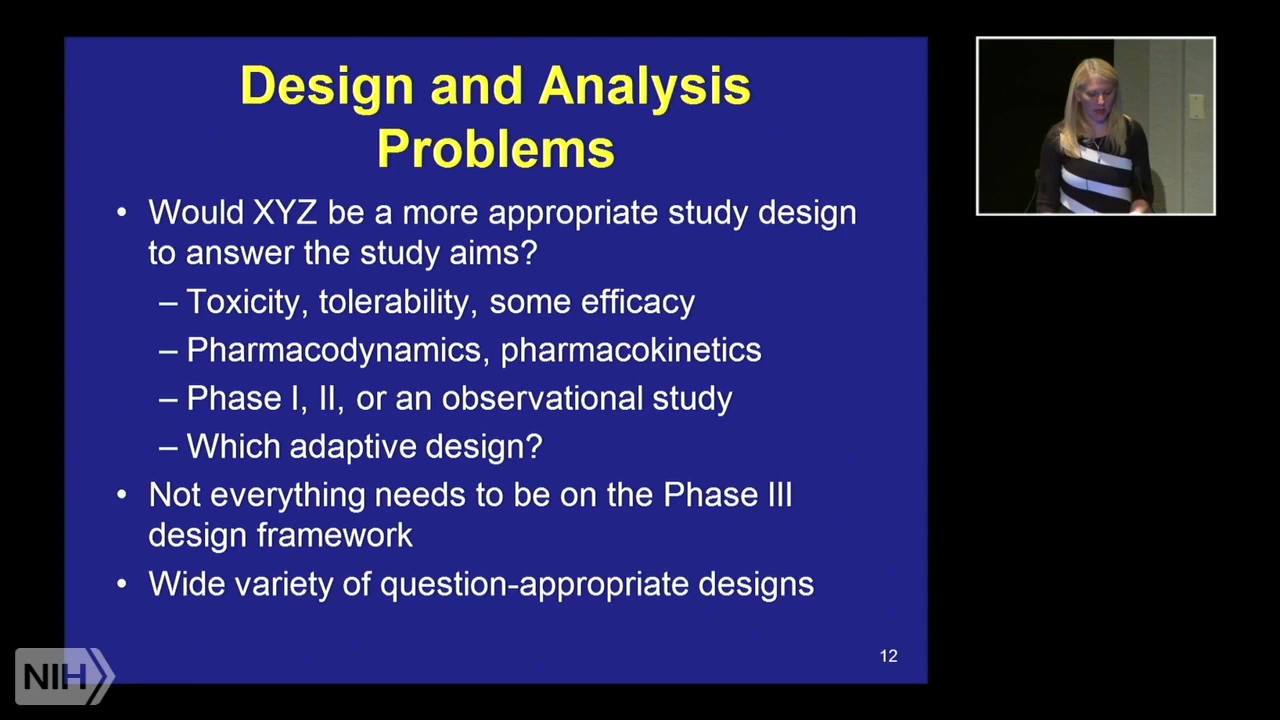 Design and Analysis
Problems
• Would XYZ be a more appropriate study design
to answer the study aims?
– Toxicity, tolerability, some efficacy
– Pharmacodynamics, pharmacokinetics
– Phase I, II, or an observational study
– Which adaptive design?
• Not everything needs to be on the Phase III
design framework
• Wide variety of question-appropriate designs
12
NIH